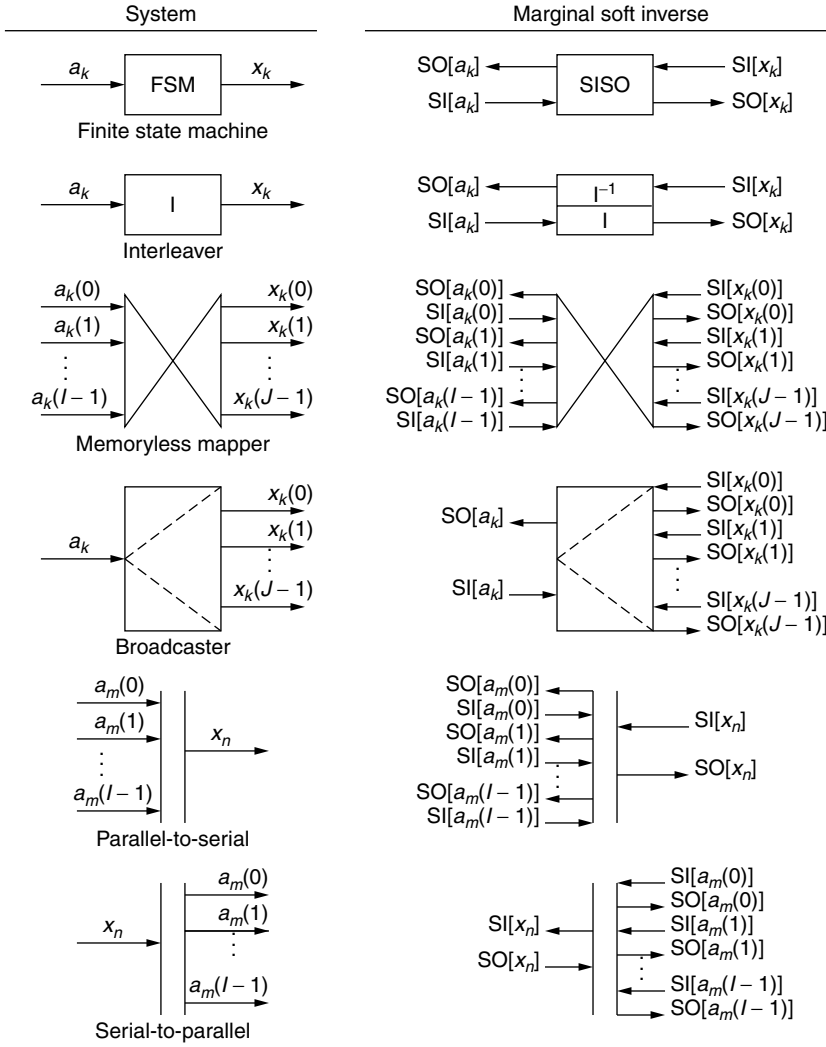 System
Marginal soft inverse
a_k
FSM
x_k
Finite state machine
SO[a_k]
SI[a_k]
SISO
SI[x_k]
SO[x_k]
a_k
I
x_k
Interleaver
SO[a_k]
SI[a_k]
I⁻¹
I
SI[x_k]
SO[x_k]
a_k(0)
a_k(1)
⋮
a_k(I – 1)
x_k(0)
x_k(1)
⋮
x_k(J – 1)
Memoryless mapper
SO[a_k(0)]
SI[a_k(0)]
SO[a_k(1)]
SI[a_k(1)]
⋮
SO[a_k(I – 1)]
SI[a_k(I – 1)]
SI[x_k(0)]
SO[x_k(0)]
SI[x_k(1)]
SO[x_k(1)]
⋮
SI[x_k(J – 1)]
SO[x_k(J – 1)]
a_k
x_k(0)
x_k(1)
⋮
x_k(J – 1)
Broadcaster
SO[a_k]
SI[a_k]
SI[x_k(0)]
SO[x_k(0)]
SI[x_k(1)]
SO[x_k(1)]
⋮
SI[x_k(J – 1)]
SO[x_k(J – 1)]
a_m(0)
a_m(1)
⋮
a_m(I – 1)
x_n
Parallel-to-serial
SO[a_m(0)]
SI[a_m(0)]
SO[a_m(1)]
SI[a_m(1)]
⋮
SO[a_m(I – 1)]
SI[a_m(I – 1)]
SI[x_n]
SO[x_n]
x_n
a_m(0)
a_m(1)
⋮
a_m(I – 1)
Serial-to-parallel
SI[x_n]
SO[x_n]
SI[a_m(0)]
SO[a_m(0)]
SI[a_m(1)]
SO[a_m(1)]
⋮
SI[a_m(I – 1)]
SO[a_m(I – 1)]